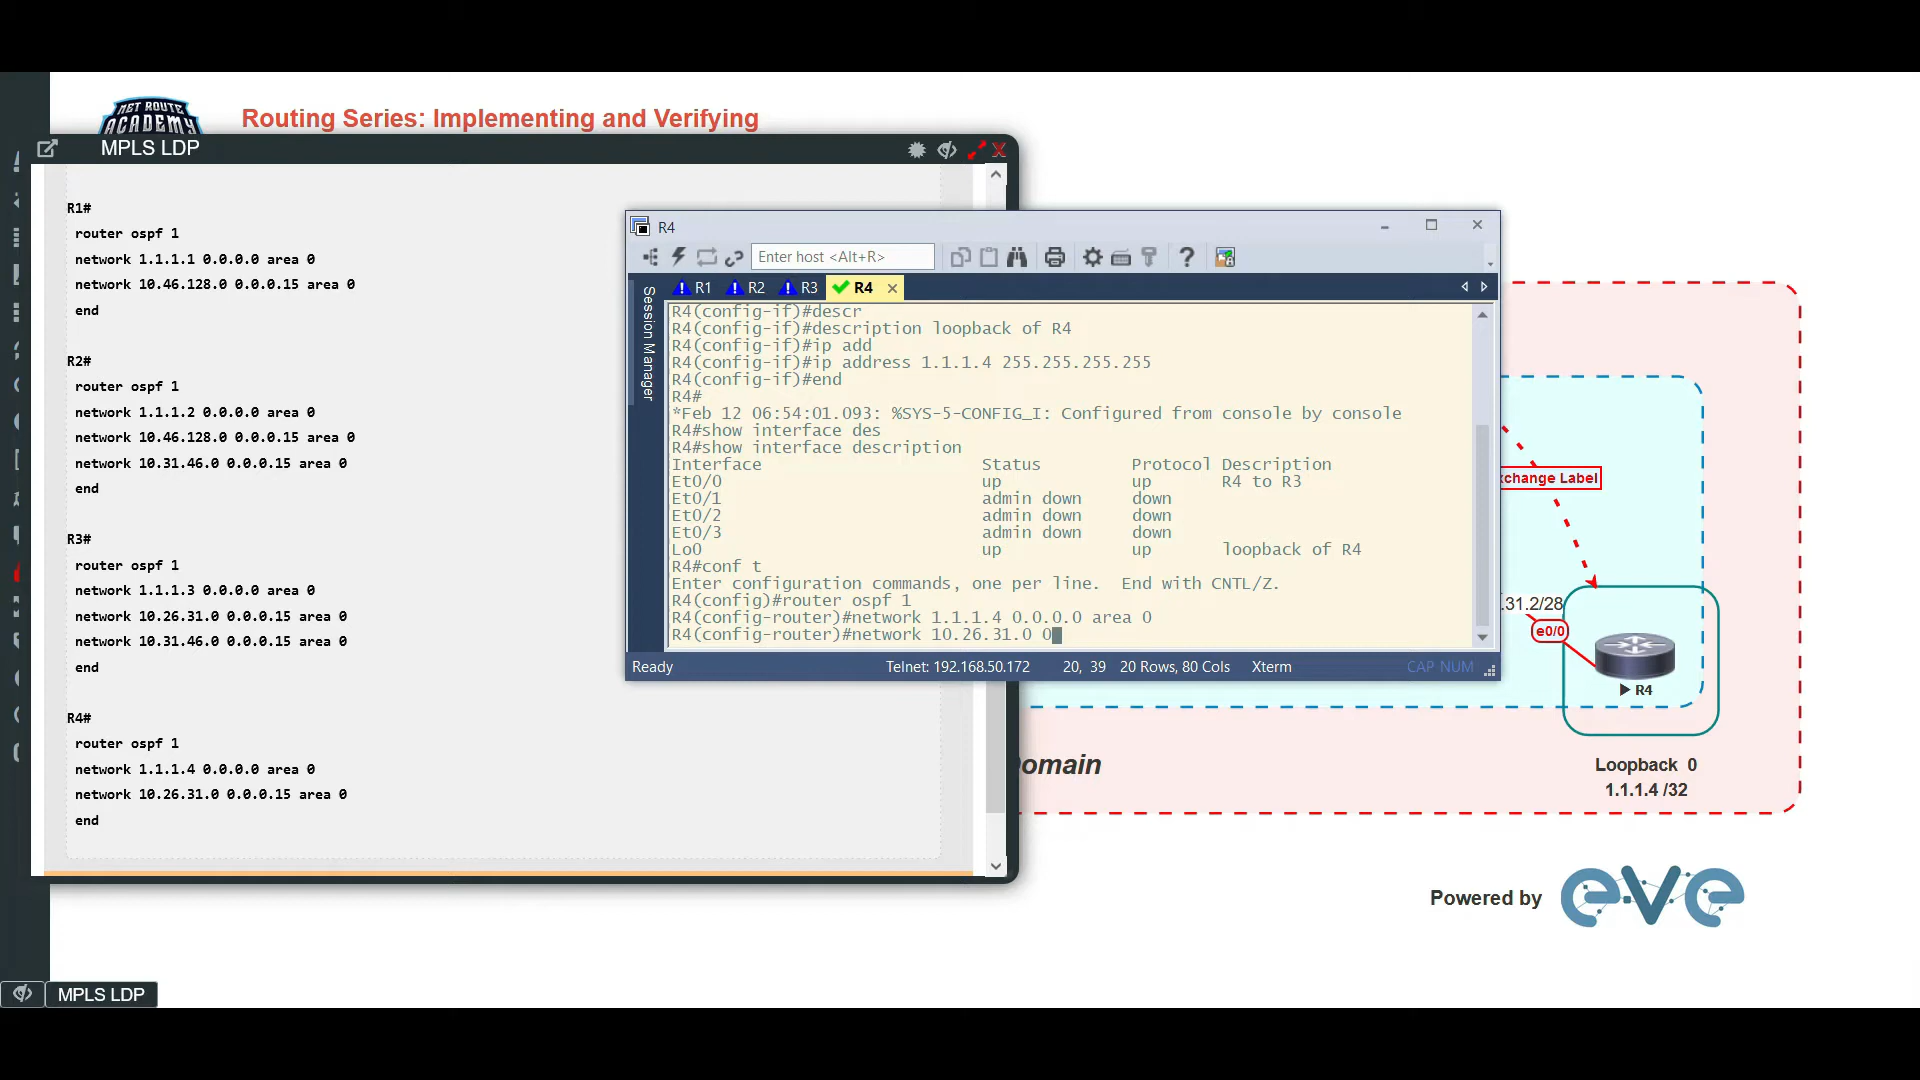 NET ROUTE
ACADEMY
Routing Series: Implementing and Verifying
MPLS LDP
R1#
router ospf 1
network 1.1.1.1 0.0.0.0 area 0
network 10.46.128.0 0.0.0.15 area 0
end
R2#
router ospf 1
network 1.1.1.2 0.0.0.0 area 0
network 10.46.128.0 0.0.0.15 area 0
network 10.31.46.0 0.0.0.15 area 0
end
R3#
router ospf 1
network 1.1.1.3 0.0.0.0 area 0
network 10.26.31.0 0.0.0.15 area 0
network 10.31.46.0 0.0.0.15 area 0
end
R4#
router ospf 1
network 1.1.1.4 0.0.0.0 area 0
network 10.26.31.0 0.0.0.15 area 0
end
R4
Enter host <Alt+R>
R1 R2 R3 R4
Session Manager
R4(config-if)#descr
R4(config-if)#description loopback of R4
R4(config-if)#ip add
R4(config-if)#ip address 1.1.1.4 255.255.255.255
R4(config-if)#end
R4#
*Feb 12 06:54:01.093: %SYS-5-CONFIG_I: Configured from console by console
R4#show interface des
R4#show interface description
Interface Status Protocol Description
Et0/0 up up R4 to R3
Et0/1 admin down down
Et0/2 admin down down
Et0/3 admin down down
Lo0 up up loopback of R4
R4#conf t
Enter configuration commands, one per line. End with CNTL/Z.
R4(config)#router ospf 1
R4(config-router)#network 1.1.1.4 0.0.0.0 area 0
R4(config-router)#network 10.26.31.0 0
Ready Telnet: 192.168.50.172 20, 39 20 Rows, 80 Cols Xterm CAP NUM
xchange Label
.31.2/28
e0/0
R4
omain
Loopback 0
1.1.1.4 /32
Powered by eve
MPLS LDP